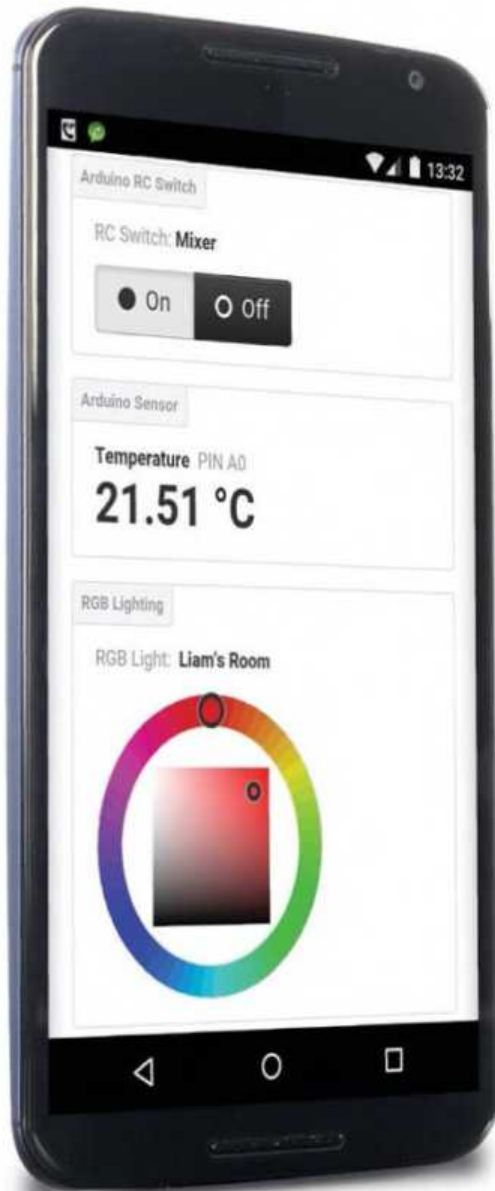 13:32
Arduino RC Switch
RC Switch: Mixer
On Off
Arduino Sensor
Temperature PIN A0
21.51 °C
RGB Lighting
RGB Light: Liam's Room